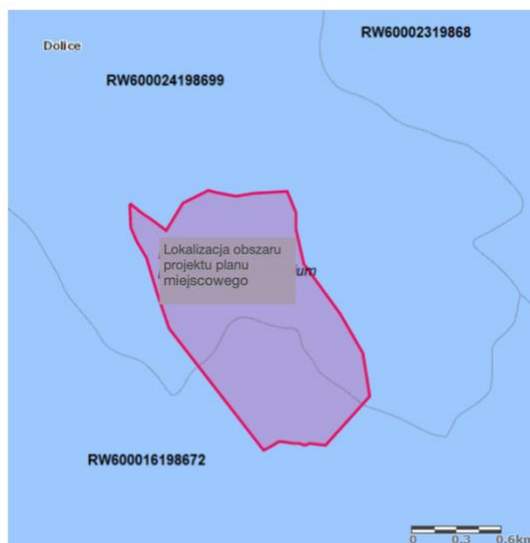 RW60002319868
Dolice
RW600024198699
Lokalizacja obszaru
projektu planu
miejscowego
RW600016198672
0 0.3 0.6km